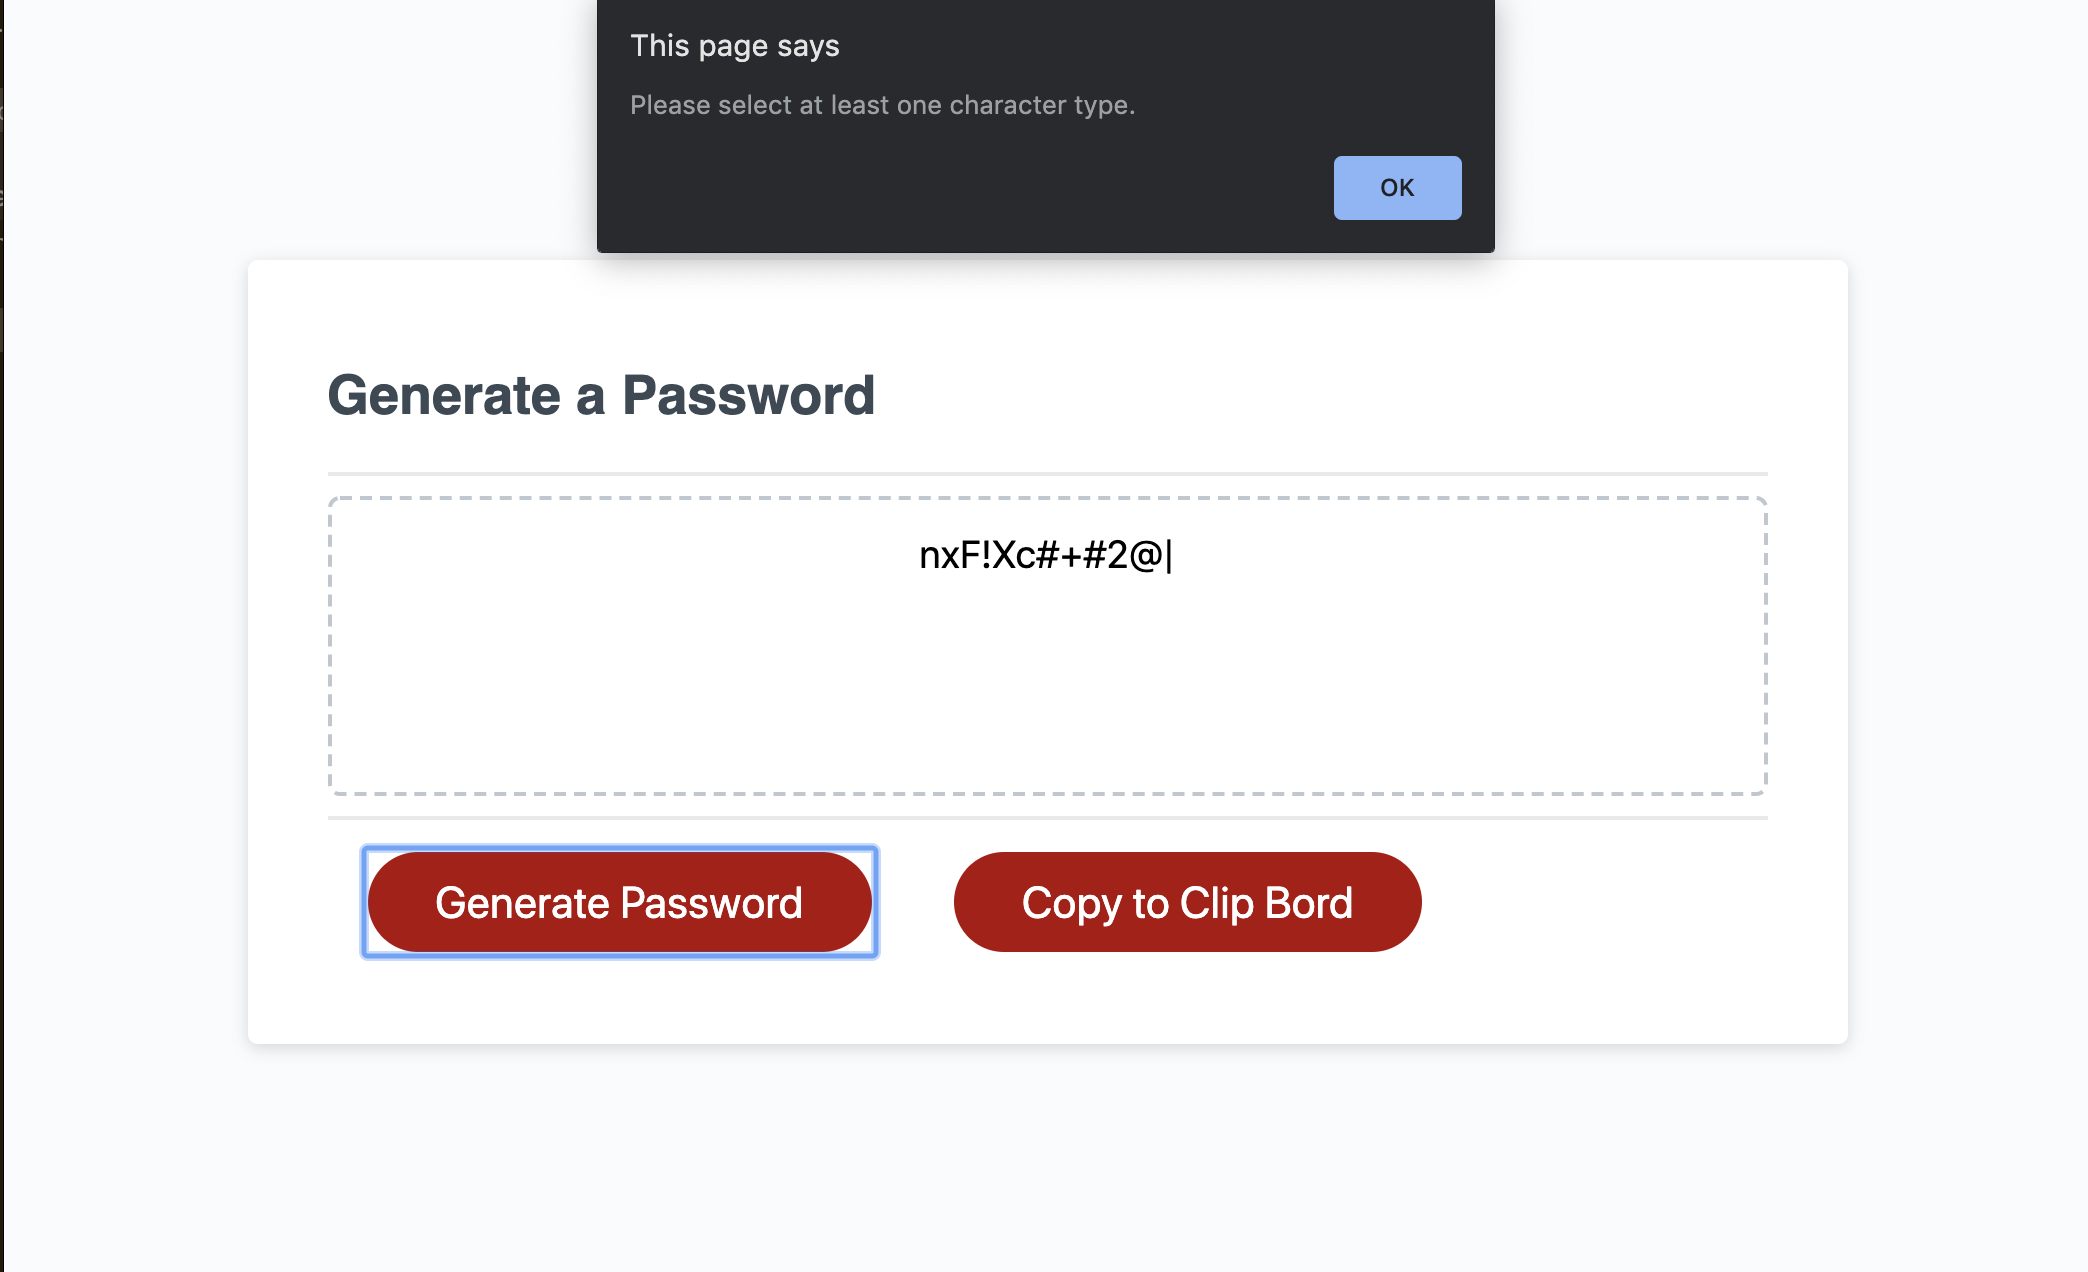 This page says
Please select at least one character type.
OK
Generate a Password
nxF!Xc#+#2@|
Generate Password
Copy to Clip Bord